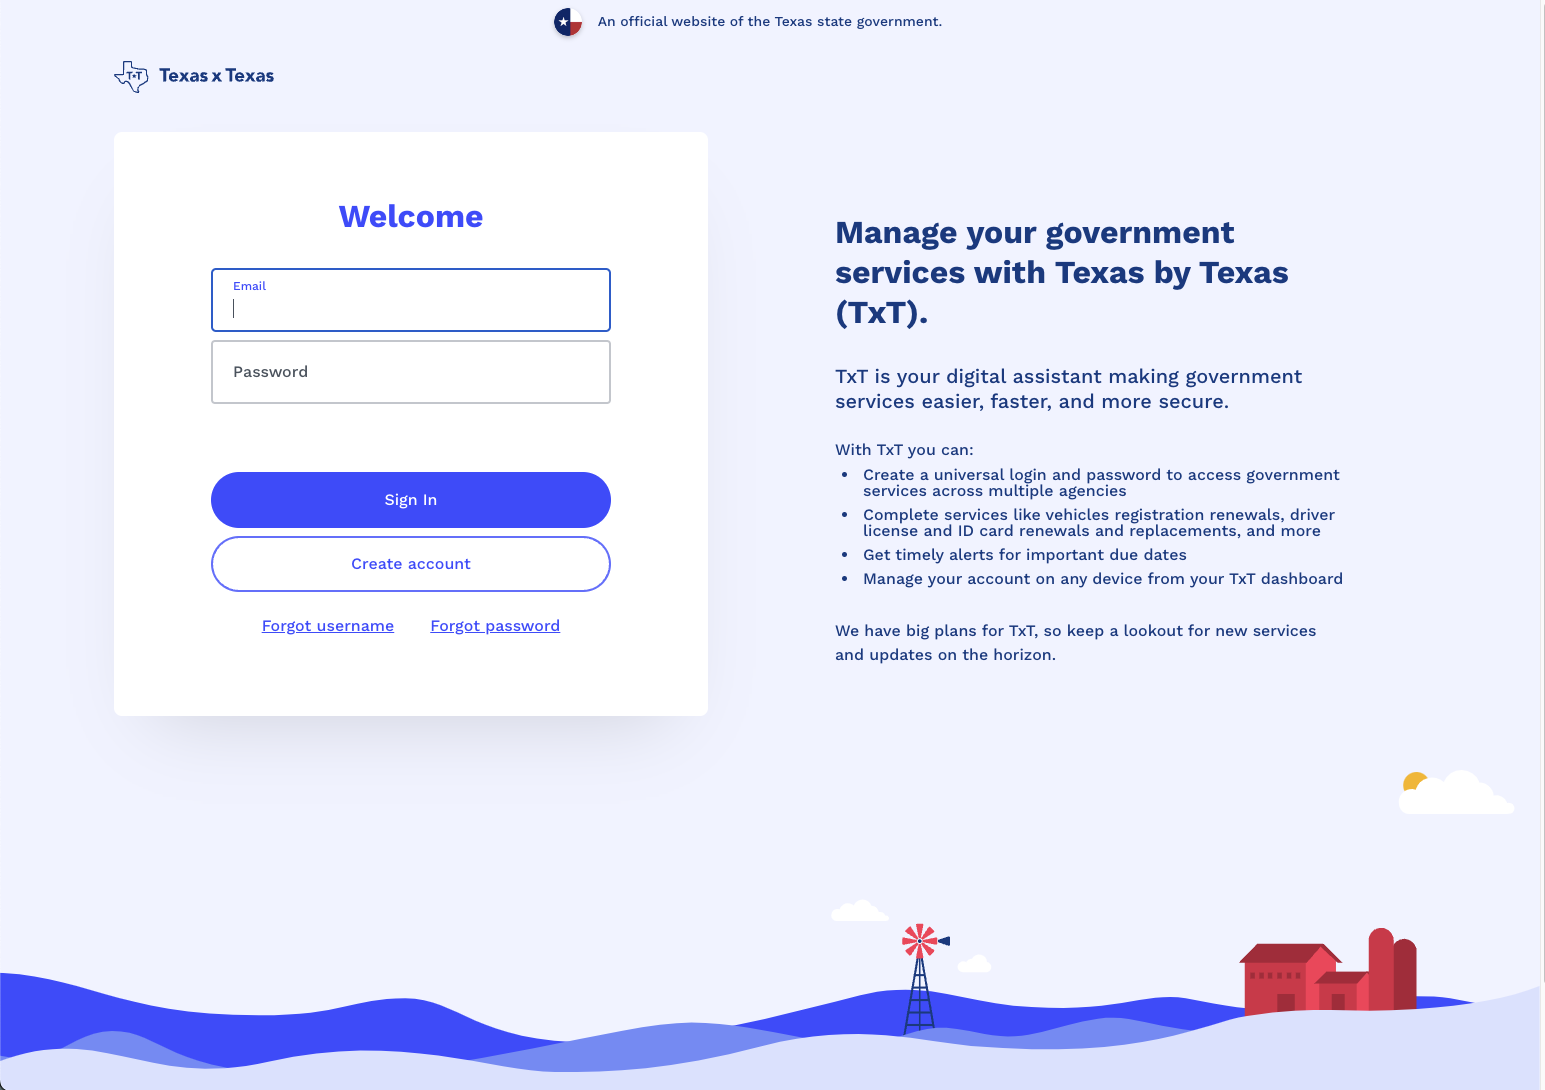 An official website of the Texas state government.
TxT Texas x Texas
Welcome
Email
Password
Sign In
Create account
Forgot username Forgot password
Manage your government
services with Texas by Texas
(TxT).
TxT is your digital assistant making government
services easier, faster, and more secure.
With TxT you can:
• Create a universal login and password to access government
services across multiple agencies
• Complete services like vehicles registration renewals, driver
license and ID card renewals and replacements, and more
• Get timely alerts for important due dates
• Manage your account on any device from your TxT dashboard
We have big plans for TxT, so keep a lookout for new services
and updates on the horizon.